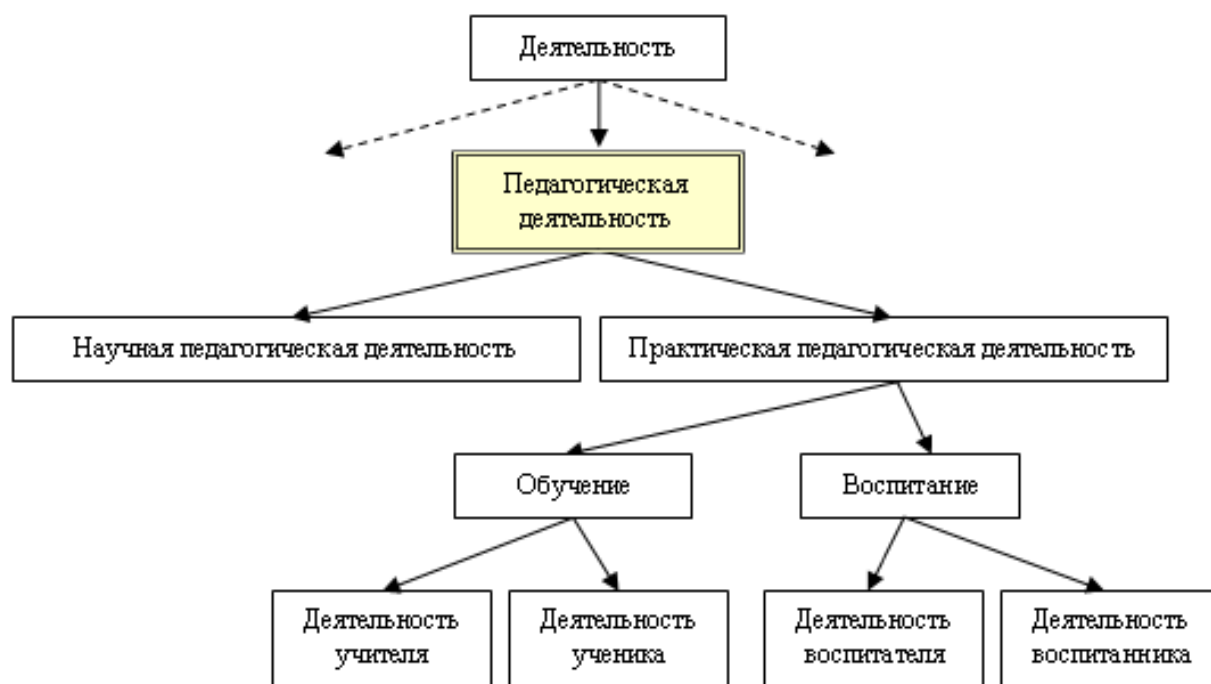 Деятельность
Педагогическая
деятельность
Научная педагогическая деятельность
Практическая педагогическая деятельность
Обучение
Воспитание
Деятельность
учителя
Деятельность
ученика
Деятельность
воспитателя
Деятельность
воспитанника